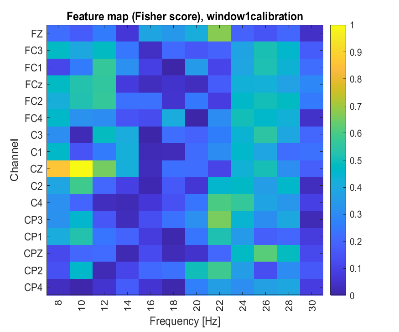 Feature map (Fisher score), window1calibration
FZ
FC3
FC1
FCz
FC2
FC4
C3
C1
CZ
C2
C4
CP3
CP1
CPZ
CP2
CP4
Channel
8 10 12 14 16 18 20 22 24 26 28 30
Frequency [Hz]
1
0.9
0.8
0.7
0.6
0.5
0.4
0.3
0.2
0.1
0